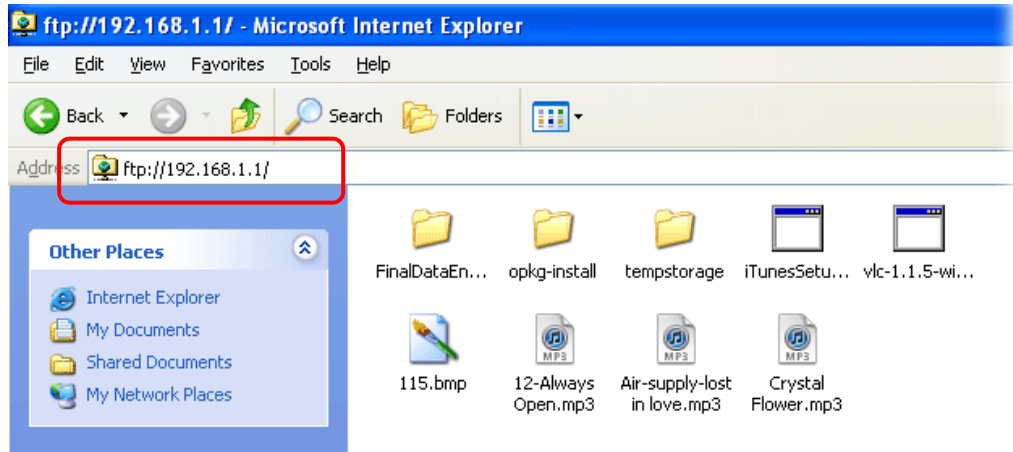 ftp://192.168.1.1/ - Microsoft Internet Explorer
File Edit View Favorites Tools Help
Back Search Folders
Address ftp://192.168.1.1/
Other Places
Internet Explorer
My Documents
Shared Documents
My Network Places
FinalDataEn... opkg-install tempstorage iTunesSetu... vlc-1.1.5-wi...
MP3 MP3 MP3
115.bmp 12-Always Air-supply-lost Crystal
Open.mp3 in love.mp3 Flower.mp3